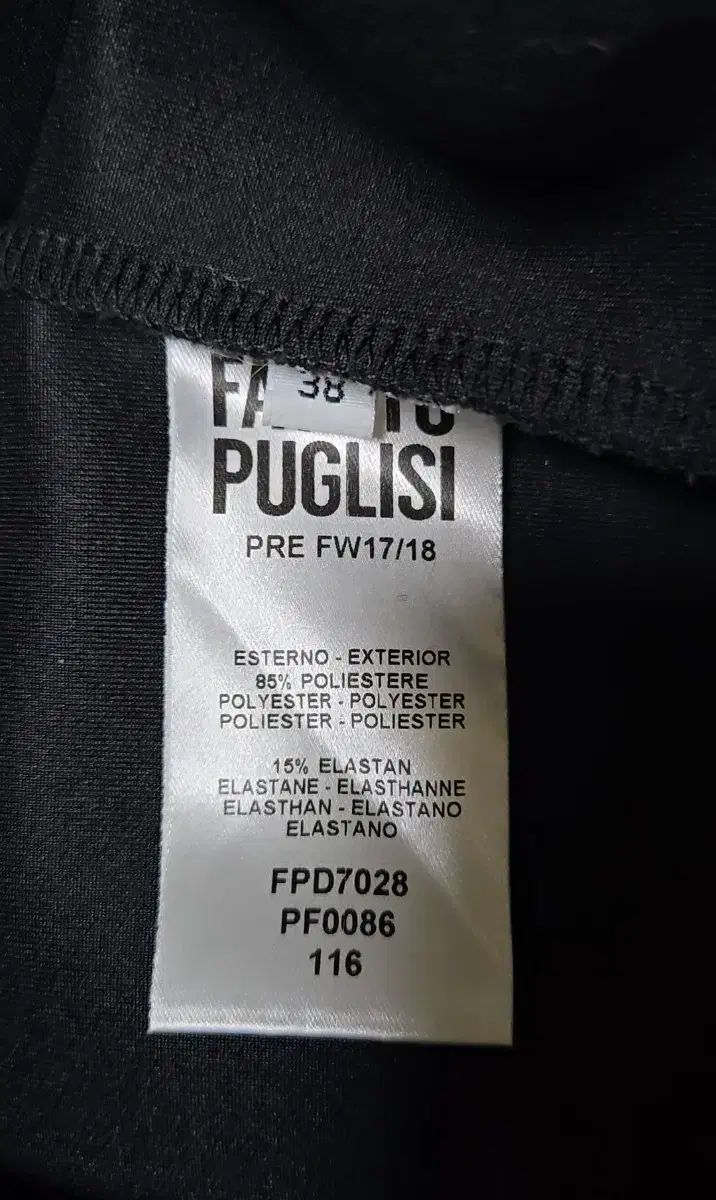 38
PUGLISI
PRE FW17/18
ESTERNO - EXTERIOR
85% POLIESTERE
POLYESTER - POLYESTER
POLIESTER - POLIESTER
15% ELASTAN
ELASTANE - ELASTHANNE
ELASTHAN - ELASTANO
ELASTANO
FPD7028
PF0086
116